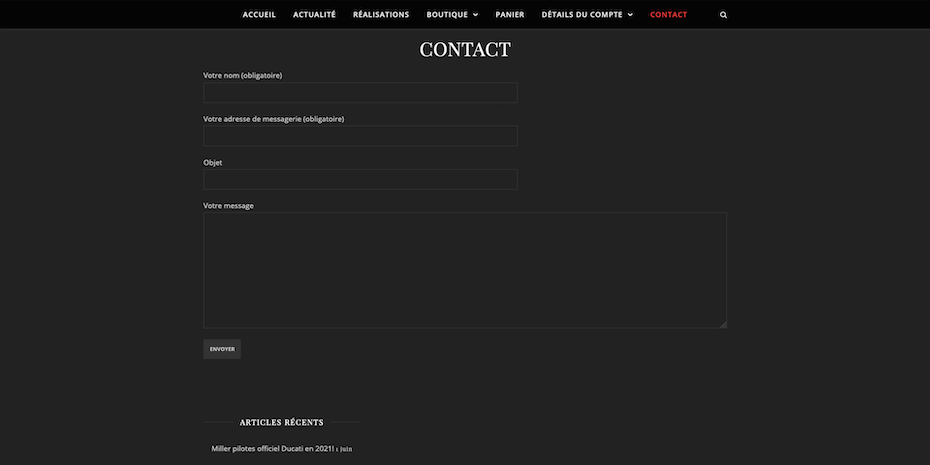 ACCUEIL ACTUALITÉ RÉALISATIONS BOUTIQUE PANIER DÉTAILS DU COMPTE CONTACT
CONTACT
Votre nom (obligatoire)
Votre adresse de messagerie (obligatoire)
Objet
Votre message
ENVOYER
ARTICLES RÉCENTS
Miller pilotes officiel Ducati en 2021! 1 Juin